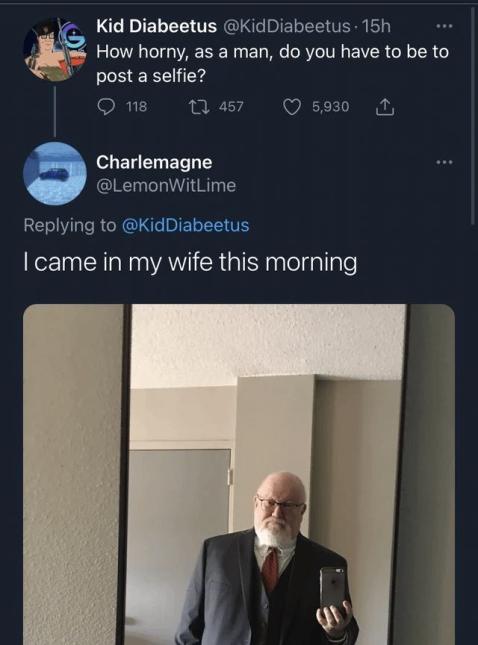 Kid Diabeetus @KidDiabeetus · 15h
How horny, as a man, do you have to be to
post a selfie?
118 457 5,930
Charlemagne
@LemonWitLime
Replying to @KidDiabeetus
I came in my wife this morning